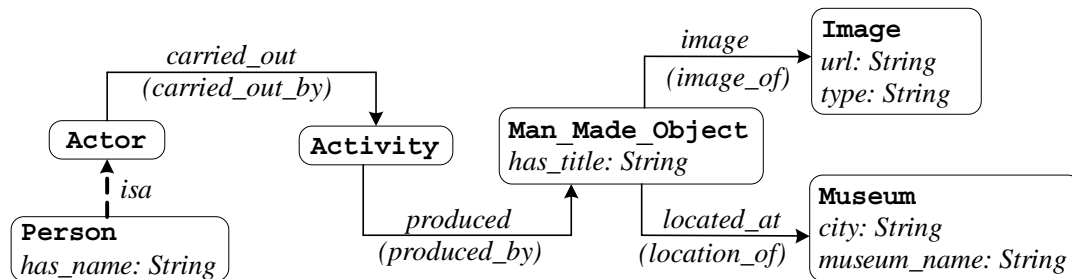 carried_out
(carried_out_by)
Actor
isa
Person
has_name: String
Activity
produced
(produced_by)
Man_Made_Object
has_title: String
image
(image_of)
Image
url: String
type: String
located_at
(location_of)
Museum
city: String
museum_name: String